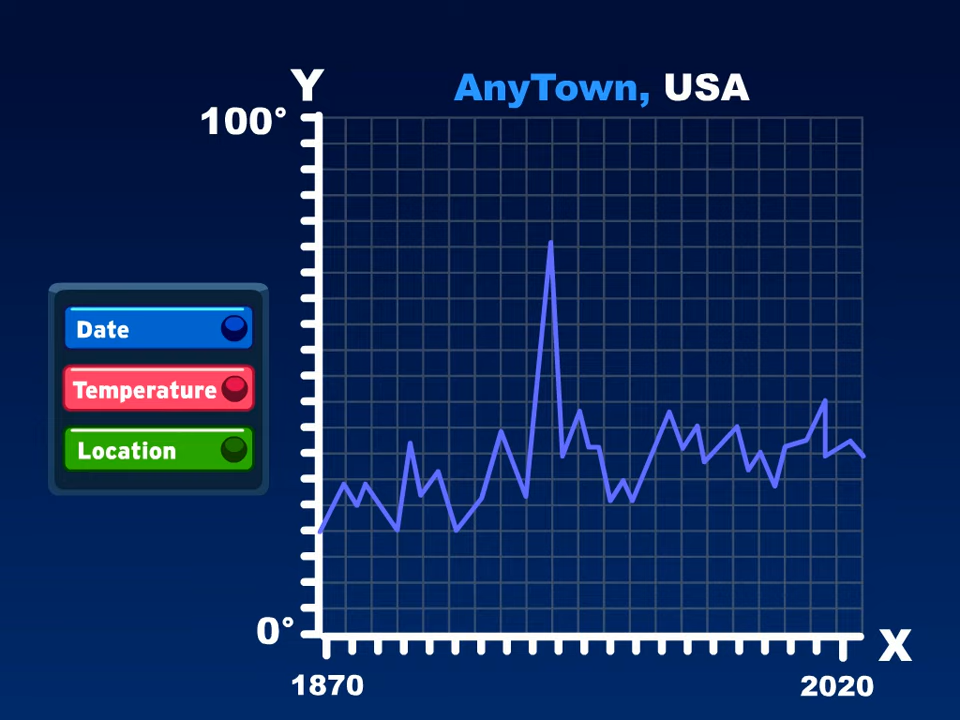 Y
AnyTown, USA
100°
Date
Temperature
Location
0°
X
1870
2020